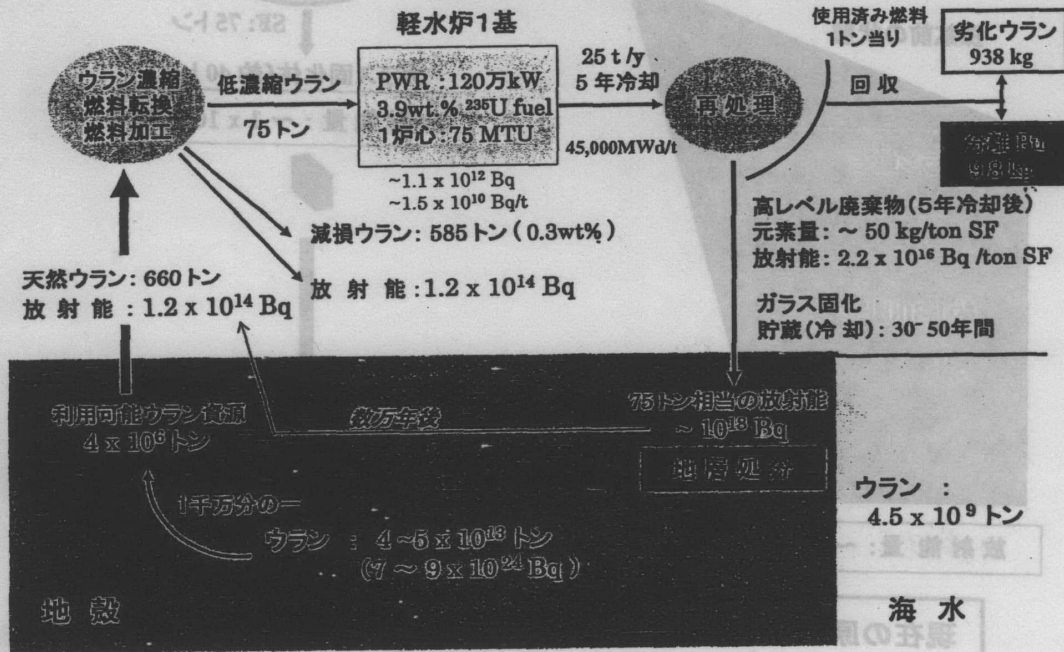 軽水炉1基
使用済み燃料
1トン当り
劣化ウラン
938 kg
ウラン濃縮
燃料転換
燃料加工
低濃縮ウラン
75トン
PWR：120万kW
3.9wt.% ²³⁵U fuel
1炉心：75 MTU
25 t/y
5年冷却
45,000MWd/t
再処理
回収
分離 Pu
9.8 kg
~1.1 x 10¹² Bq
~1.5 x 10¹⁰ Bq/t
減損ウラン：585トン（0.3wt%）
放 射 能：1.2 x 10¹⁴ Bq
天然ウラン：660トン
放 射 能：1.2 x 10¹⁴ Bq
高レベル廃棄物（5年冷却後）
元素量：～ 50 kg/ton SF
放射能：2.2 x 10¹⁶ Bq /ton SF
ガラス固化
貯蔵（冷却）：30-50年間
利用可能ウラン資源
4 x 10⁶ トン
数万年後
75トン相当の放射能
～ 10¹⁸ Bq
地 層 処 分
1千万分の一
ウラン ： 4 ~5 x 10¹³ トン
(7 ～ 9 x 10²⁴ Bq )
ウラン ：
4.5 x 10⁹ トン
地 殻
海 水